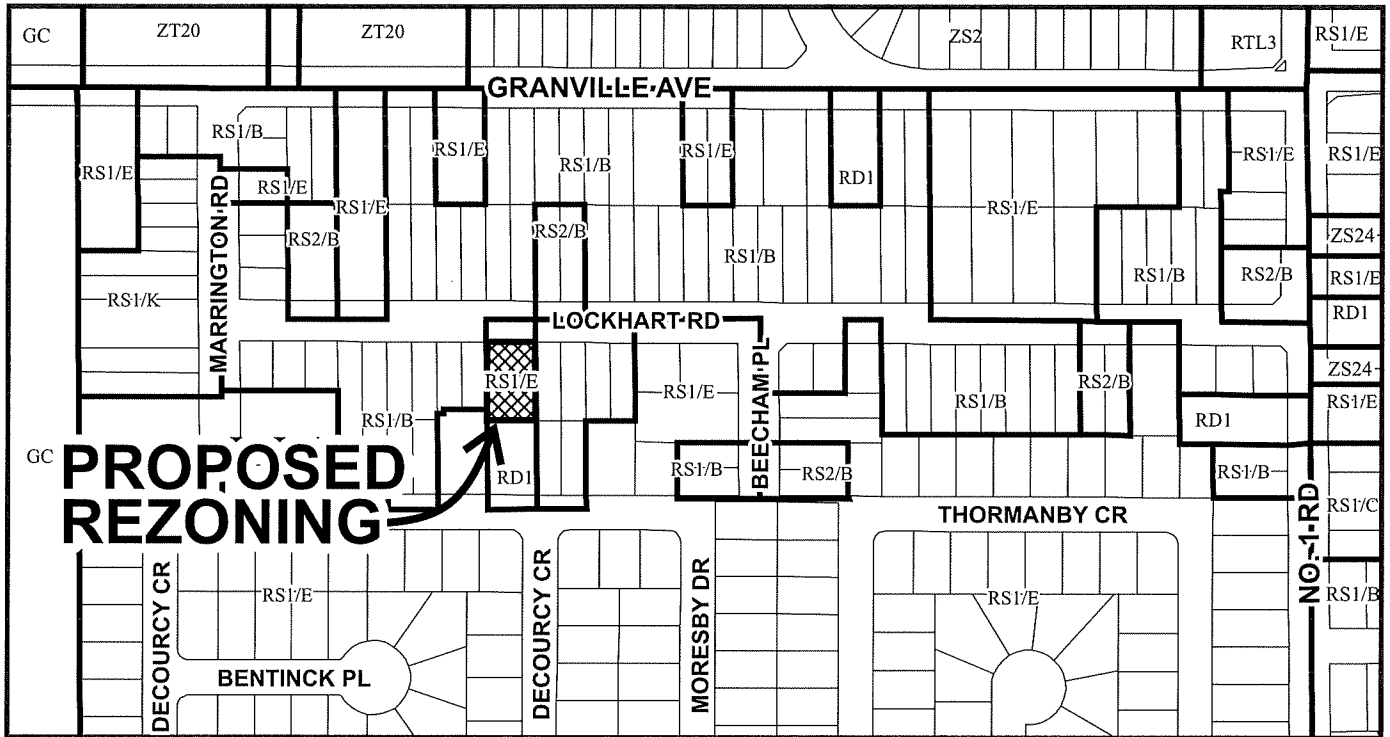 GC
ZT20
ZT20
ZS2
RTL3
RS1/E
GRANVILLE AVE
RS1/B
RS1/E
RS1/E
RS1/B
RS1/E
RD1
RS1/E
RS1/E
RS1/E
RS1/E
RS1/E
RS2/B
RS2/B
RS1/B
ZS24
RS1/K
MARRINGTON RD
RS1/B
RS2/B
RS1/E
RD1
LOCKHART RD
BEECHAM PL
ZS24
RS1/E
RS1/E
RS2/B
RS1/B
RS1/E
RS1/B
RD1
GC
PROPOSED
REZONING
RD1
RS1/B
RS2/B
RS1/B
RS1/C
THORMANBY CR
NO. 1 RD
RS1/E
RS1/E
RS1/B
DECOURCY CR
BENTINCK PL
DECOURCY CR
MORESBY DR